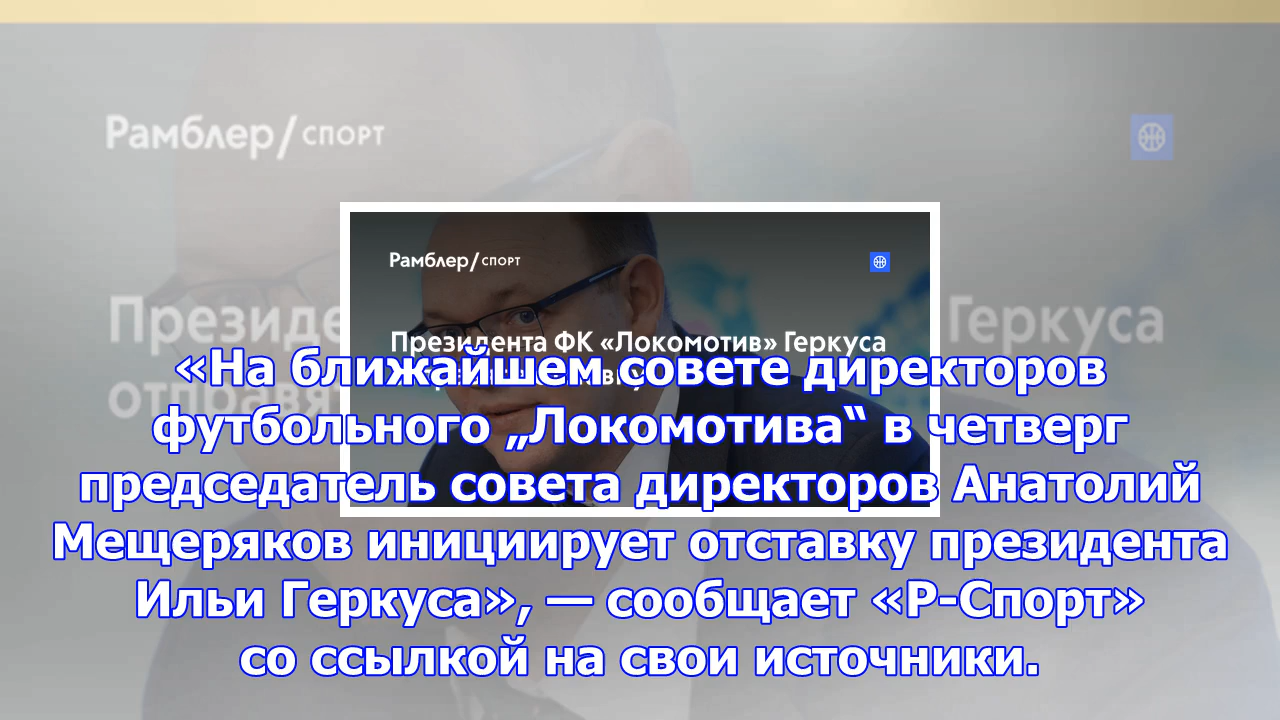 Рамблер/спорт
Рамблер/спорт
Президента ФК «Локомотив» Геркуса
Геркуса
«На ближайшем совете директоров
футбольного „Локомотива“ в четверг
председатель совета директоров Анатолий
Мещеряков инициирует отставку президента
Ильи Геркуса», — сообщает «Р-Спорт»
со ссылкой на свои источники.